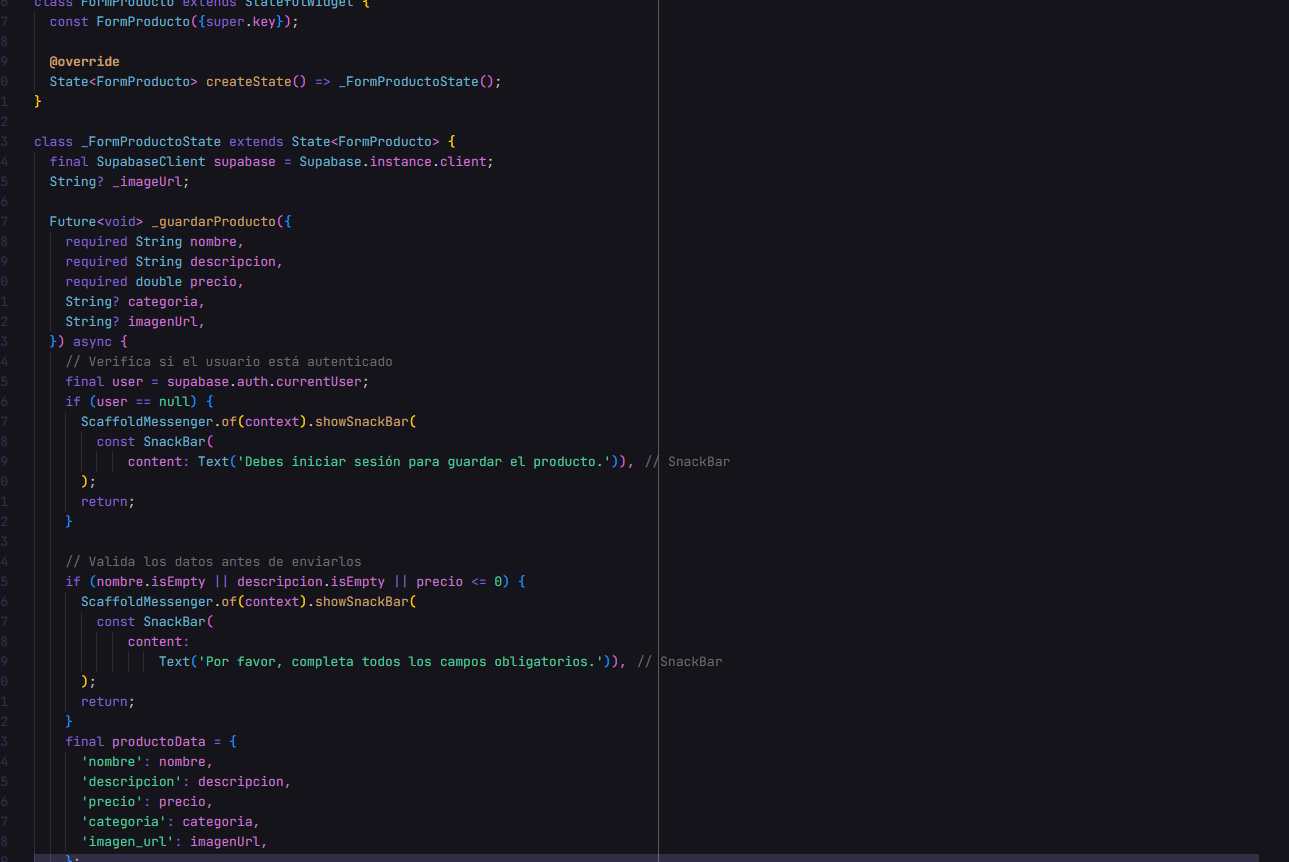 class FormProducto extends StatefulWidget {
7 const FormProducto({super.key});
8
9 @override
0 State<FormProducto> createState() => _FormProductoState();
1 }
2
3 class _FormProductoState extends State<FormProducto> {
4 final SupabaseClient supabase = Supabase.instance.client;
5 String? _imageUrl;
6
7 Future<void> _guardarProducto({
8 required String nombre,
9 required String descripcion,
0 required double precio,
1 String? categoria,
2 String? imagenUrl,
3 }) async {
4 // Verifica si el usuario está autenticado
5 final user = supabase.auth.currentUser;
6 if (user == null) {
7 ScaffoldMessenger.of(context).showSnackBar(
8 const SnackBar(
9 content: Text('Debes iniciar sesión para guardar el producto.')), // SnackBar
0 );
1 return;
2 }
3
4 // Valida los datos antes de enviarlos
5 if (nombre.isEmpty || descripcion.isEmpty || precio <= 0) {
6 ScaffoldMessenger.of(context).showSnackBar(
7 const SnackBar(
8 content:
9 Text('Por favor, completa todos los campos obligatorios.')), // SnackBar
0 );
1 return;
2 }
3 final productoData = {
4 'nombre': nombre,
5 'descripcion': descripcion,
6 'precio': precio,
7 'categoria': categoria,
8 'imagen_url': imagenUrl,
};